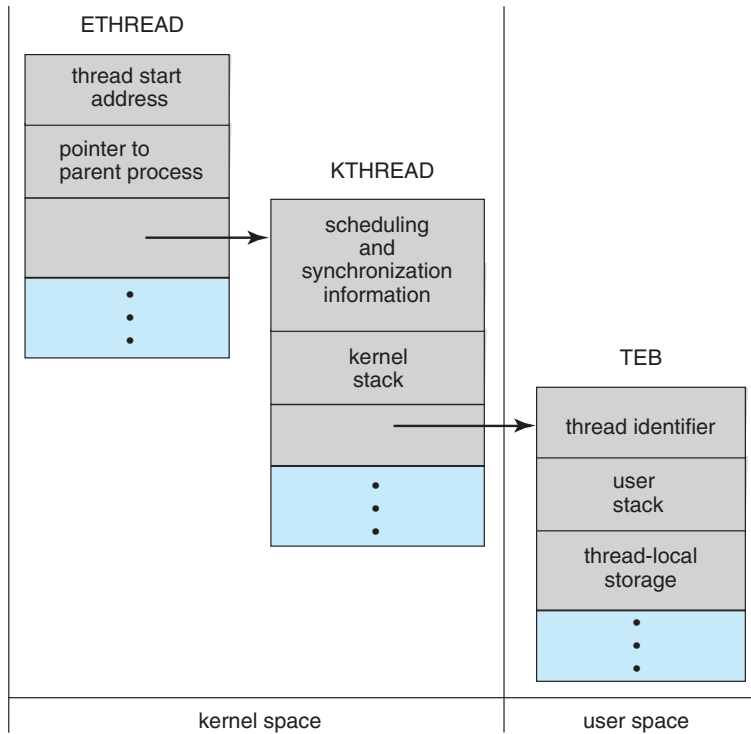 ETHREAD
thread start
address
pointer to
parent process
KTHREAD
scheduling
and
synchronization
information
kernel
stack
TEB
thread identifier
user
stack
thread-local
storage
kernel space
user space